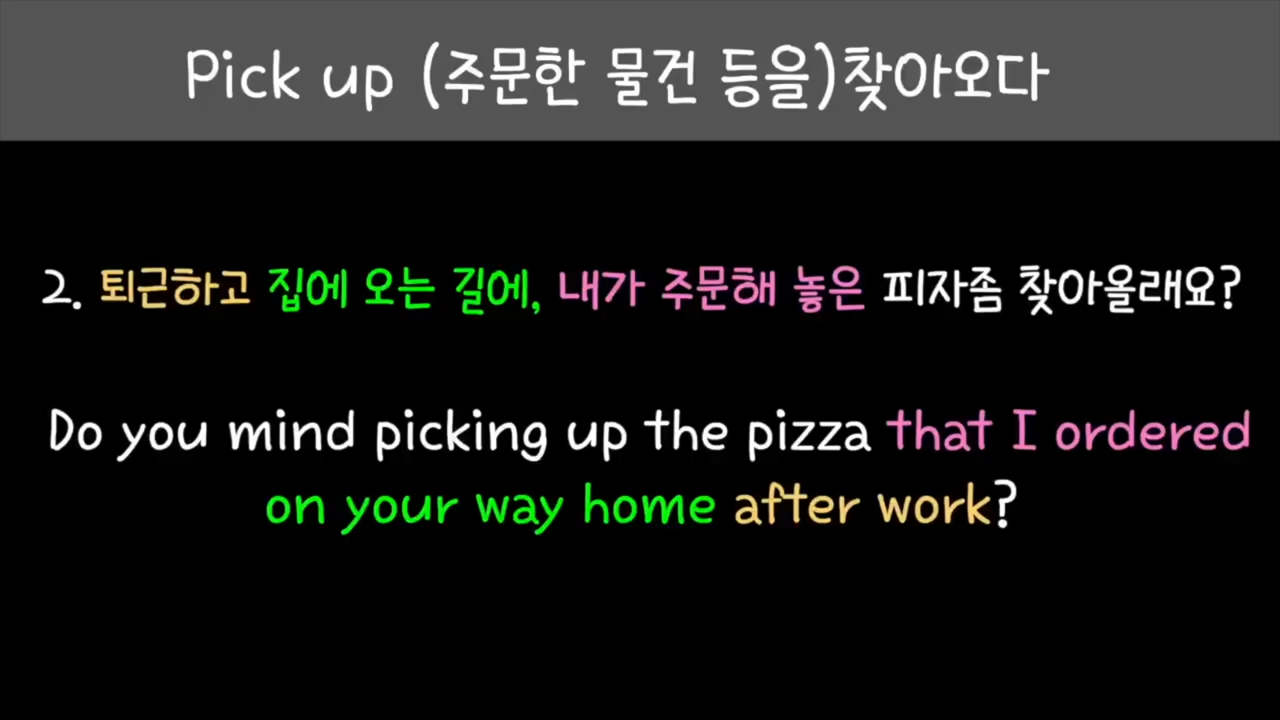 Pick up (주문한 물건 등을)찾아오다
2. 퇴근하고 집에 오는 길에, 내가 주문해 놓은 피자좀 찾아올래요?
Do you mind picking up the pizza that I ordered
on your way home after work?